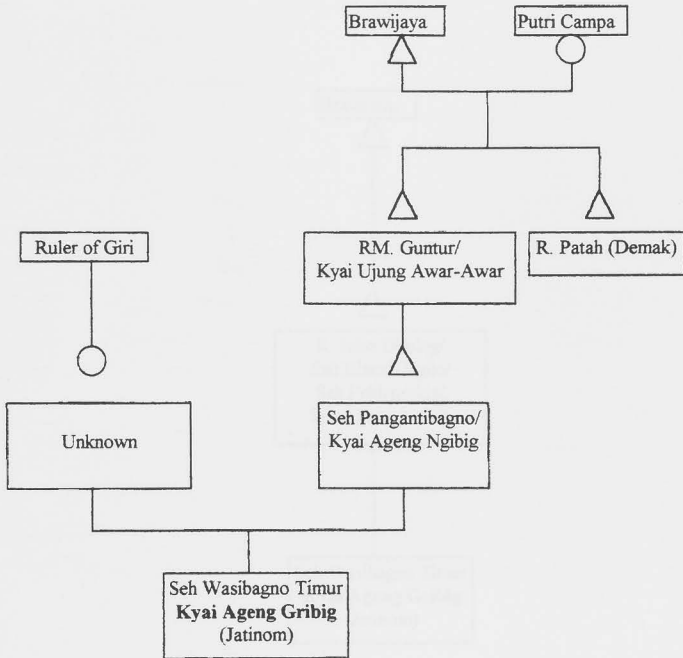 Brawijaya
Putri Campa
Ruler of Giri
RM. Guntur/
Kyai Ujung Awar-Awar
R. Patah (Demak)
Unknown
Seh Pangantibagno/
Kyai Ageng Ngibig
Seh Wasibagno Timur
Kyai Ageng Gribig
(Jatinom)